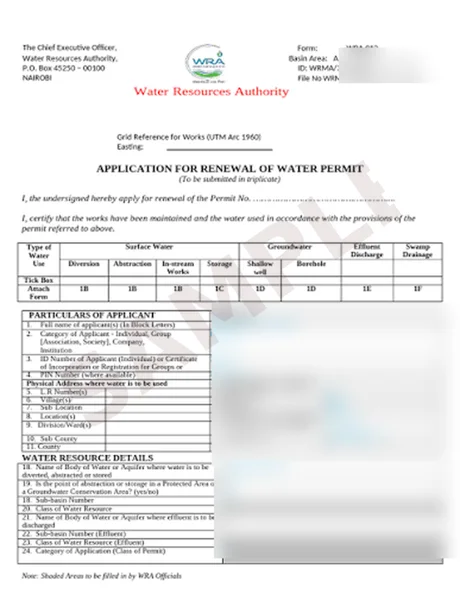 The Chief Executive Officer,
Water Resources Authority,
P.O. Box 45250 – 00100
NAIROBI
WRA
Form:
Basin Area: A
ID: WRMA/
File No WRM
Water Resources Authority
Grid Reference for Works (UTM Arc 1960)
Easting:
APPLICATION FOR RENEWAL OF WATER PERMIT
(To be submitted in triplicate)
I, the undersigned hereby apply for renewal of the Permit No.
I, certify that the works have been maintained and the water used in accordance with the provisions of the
permit referred to above.
Type of Water Use Surface Water Groundwater Effluent Discharge Swamp Drainage
Diversion Abstraction In-stream Works Storage Shallow well Borehole
Tick Box
Attach Form 1B 1B 1B 1C 1D 1D 1E 1F
SAMPLE
PARTICULARS OF APPLICANT
1. Full name of applicant(s) (In Block Letters)
2. Category of Applicant - Individual, Group
[Association, Society], Company,
Institution
3. ID Number of Applicant (Individual) or Certificate
of Incorporation or Registration for Groups or
4. PIN Number (where available)
Physical Address where water is to be used
5. L.R Number(s)
6. Village(s)
7. Sub Location
8. Location(s)
9. Division/Ward(s)
10. Sub County
11. County
WATER RESOURCE DETAILS
18. Name of Body of Water or Aquifer where water is to be
diverted, abstracted or stored
19. Is the point of abstraction or storage in a Protected Area o
a Groundwater Conservation Area? (yes/no)
18. Sub-basin Number
20. Class of Water Resource
21. Name of Body of Water or Aquifer where effluent is to be
discharged
22. Sub-basin Number (Effluent)
23. Class of Water Resource (Effluent)
24. Category of Application (Class of Permit)
Note: Shaded Areas to be filled in by WRA Officials